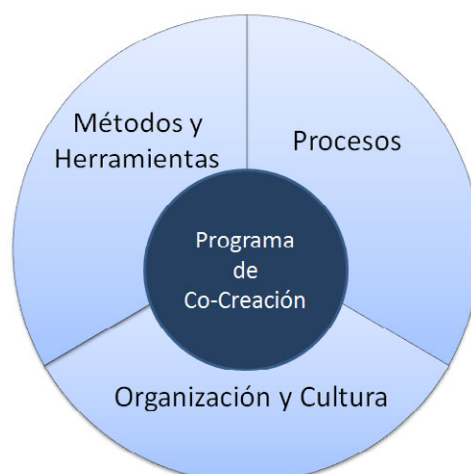 Métodos y
Herramientas
Procesos
Programa
de
Co-Creación
Organización y Cultura